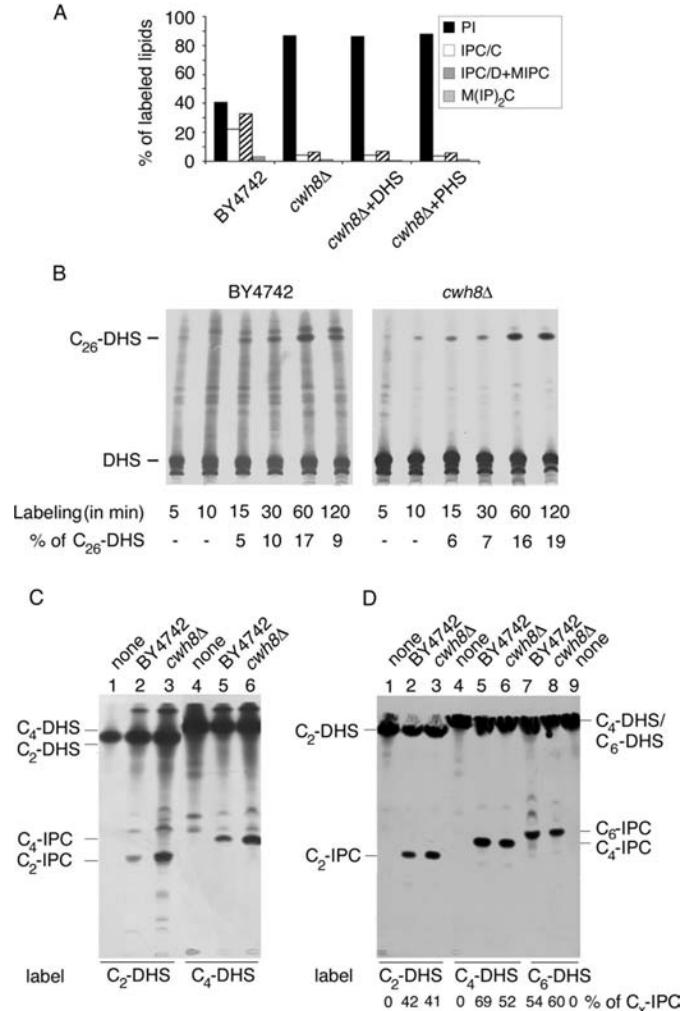 A
% of labeled lipids
100
80
60
40
20
0
PI
IPC/C
IPC/D+MIPC
M(IP)₂C
BY4742
cwh8Δ
cwh8Δ+DHS
cwh8Δ+PHS
B
BY4742 cwh8Δ
C₂₆-DHS
DHS
Labeling (in min) 5 10 15 30 60 120 5 10 15 30 60 120
% of C₂₆-DHS - - 5 10 17 9 - - 6 7 16 19
C
none BY4742 cwh8Δ none BY4742 cwh8Δ
1 2 3 4 5 6
C₄-DHS
C₂-DHS
C₄-IPC
C₂-IPC
label C₂-DHS C₄-DHS
D
none BY4742 cwh8Δ none BY4742 cwh8Δ BY4742 cwh8Δ none
1 2 3 4 5 6 7 8 9
C₂-DHS
C₄-DHS/
C₆-DHS
C₆-IPC
C₄-IPC
C₂-IPC
label C₂-DHS C₄-DHS C₆-DHS
0 42 41 0 69 52 54 60 0 % of Cₓ-IPC